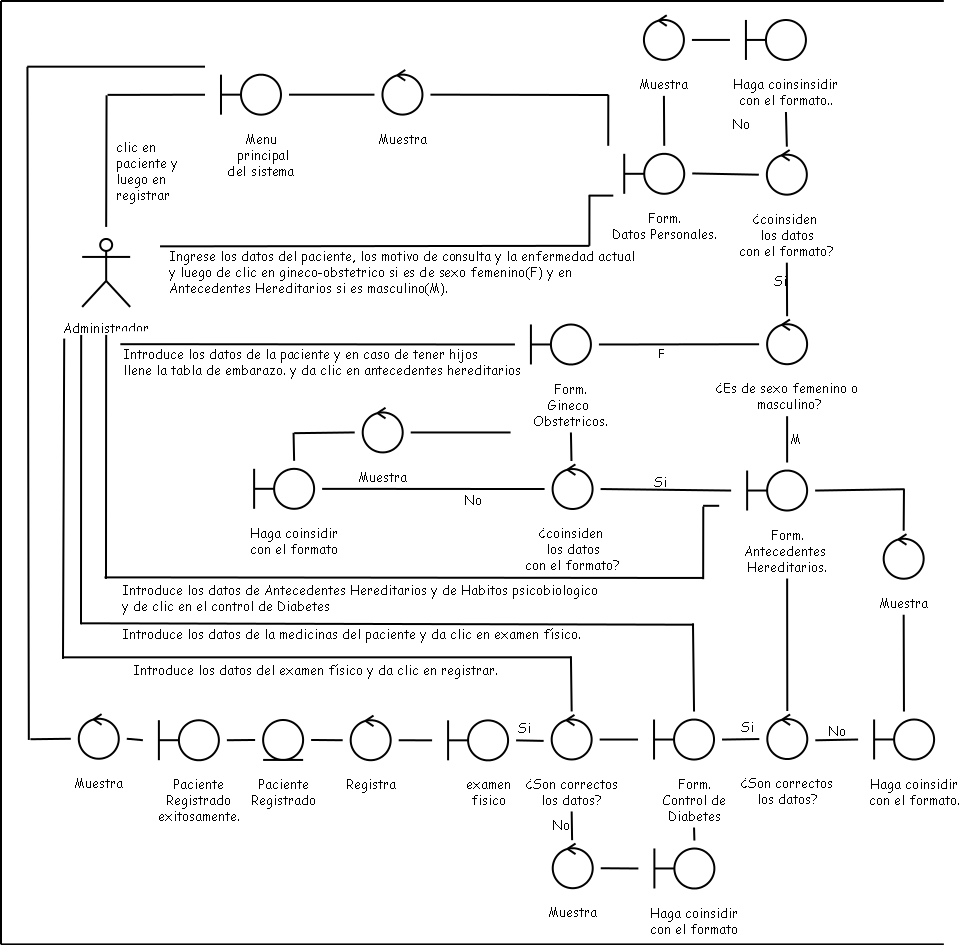 Muestra
Haga coinsinsidir
con el formato..
No
Menu
principal
del sistema
Muestra
clic en
paciente y
luego en
registrar
Form.
Datos Personales.
¿coinsiden
los datos
con el formato?
Ingrese los datos del paciente, los motivo de consulta y la enfermedad actual
y luego de clic en gineco-obstetrico si es de sexo femenino(F) y en
Antecedentes Hereditarios si es masculino(M).
Si
Administrador
Introduce los datos de la paciente y en caso de tener hijos
llene la tabla de embarazo. y da clic en antecedentes hereditarios
F
Form.
Gineco
Obstetricos.
¿Es de sexo femenino o
masculino?
M
Muestra
No
Si
Haga coinsidir
con el formato
¿coinsiden
los datos
con el formato?
Form.
Antecedentes
Hereditarios.
Muestra
Introduce los datos de Antecedentes Hereditarios y de Habitos psicobiologico
y de clic en el control de Diabetes
Introduce los datos de la medicinas del paciente y da clic en examen físico.
Introduce los datos del examen físico y da clic en registrar.
Si
Si
No
Muestra
Paciente
Registrado
exitosamente.
Paciente
Registrado
Registra
examen
fisico
¿Son correctos
los datos?
Form.
Control de
Diabetes
¿Son correctos
los datos?
Haga coinsidir
con el formato.
No
Muestra
Haga coinsidir
con el formato